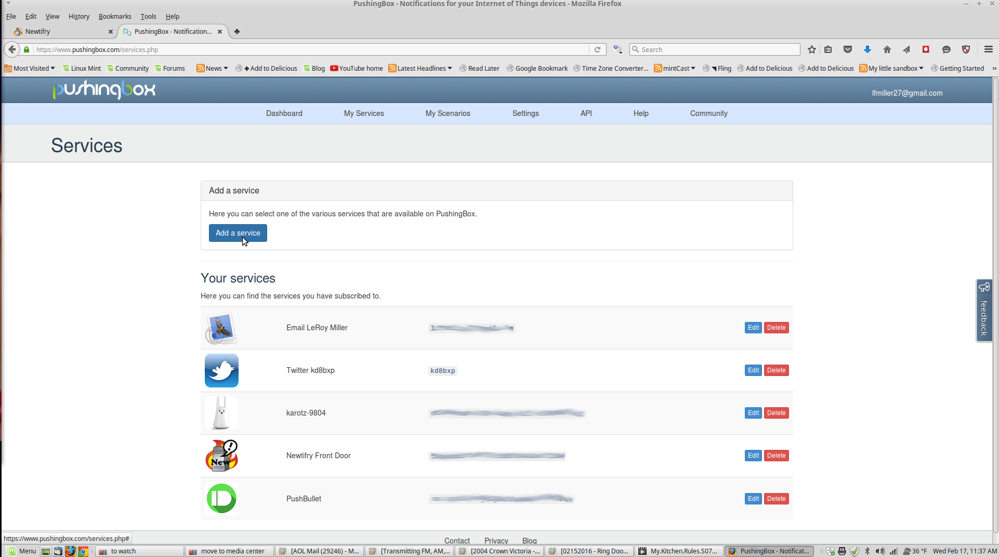 PushingBox - Notifications for your Internet of Things devices - Mozilla Firefox
File Edit View History Bookmarks Tools Help
Newtifry PushingBox - Notification...
https://www.pushingbox.com/services.php Search
Most Visited Linux Mint Community Forums News + Add to Delicious Blog YouTube home Latest Headlines Read Later Google Bookmark Time Zone Converter... mintCast Fling Add to Delicious Add to Delicious My little sandbox Getting Started »
pushingbox
lfmiller27@gmail.com
Dashboard My Services My Scenarios Settings API Help Community
Services
Add a service
Here you can select one of the various services that are available on PushingBox.
Add a service
Your services
Here you can find the services you have subscribed to.
Email LeRoy Miller Edit Delete
Twitter kd8bxp kd8bxp Edit Delete
karotz-9804 Edit Delete
New
Newtifry Front Door Edit Delete
PushBullet Edit Delete
feedback
https://www.pushingbox.com/services.php#
Contact Privacy Blog
Menu to watch move to media center [AOL Mail (29246) - M... [Transmitting FM, AM,... [2004 Crown Victoria -... [02152016 - Ring Doo... My.Kitchen.Rules.S07... PushingBox - Notificat... 36 °F Wed Feb 17, 11:37 AM